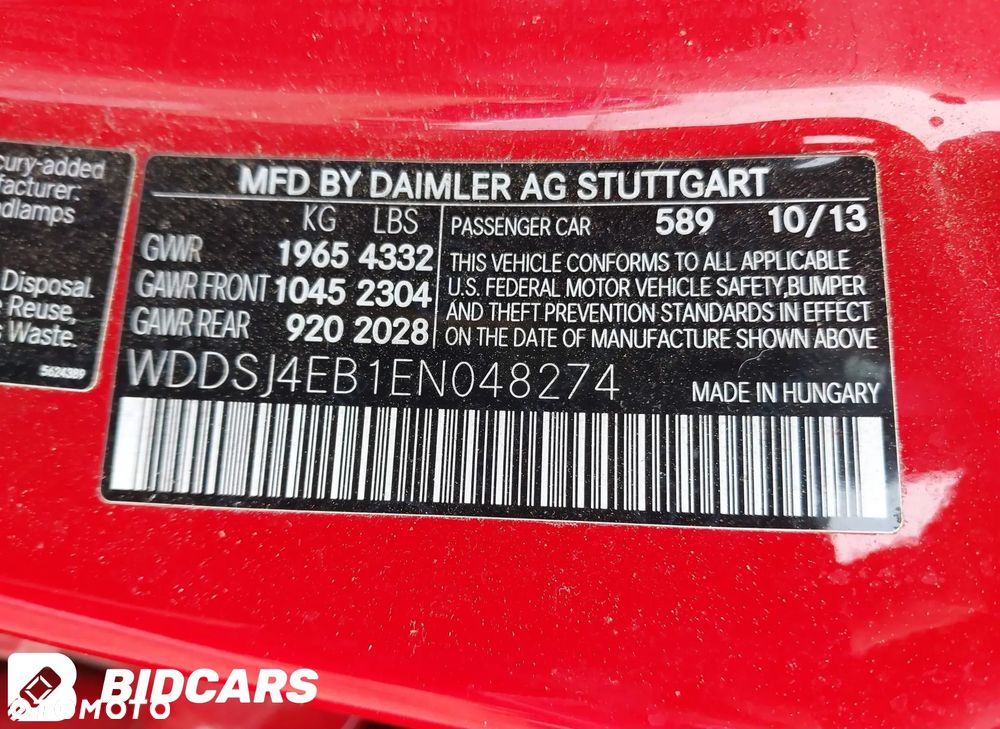 cury-added
ufacturer:
adlamps
Disposal.
Reuse,
Waste.
5624389
MFD BY DAIMLER AG STUTTGART
KG LBS
GVWR 1965 4332
GAWR FRONT 1045 2304
GAWR REAR 920 2028
PASSENGER CAR 589 10/13
THIS VEHICLE CONFORMS TO ALL APPLICABLE
U.S. FEDERAL MOTOR VEHICLE SAFETY, BUMPER
AND THEFT PREVENTION STANDARDS IN EFFECT
ON THE DATE OF MANUFACTURE SHOWN ABOVE
WDDSJ4EB1EN048274
MADE IN HUNGARY
BIDCARS
OTOMOTO